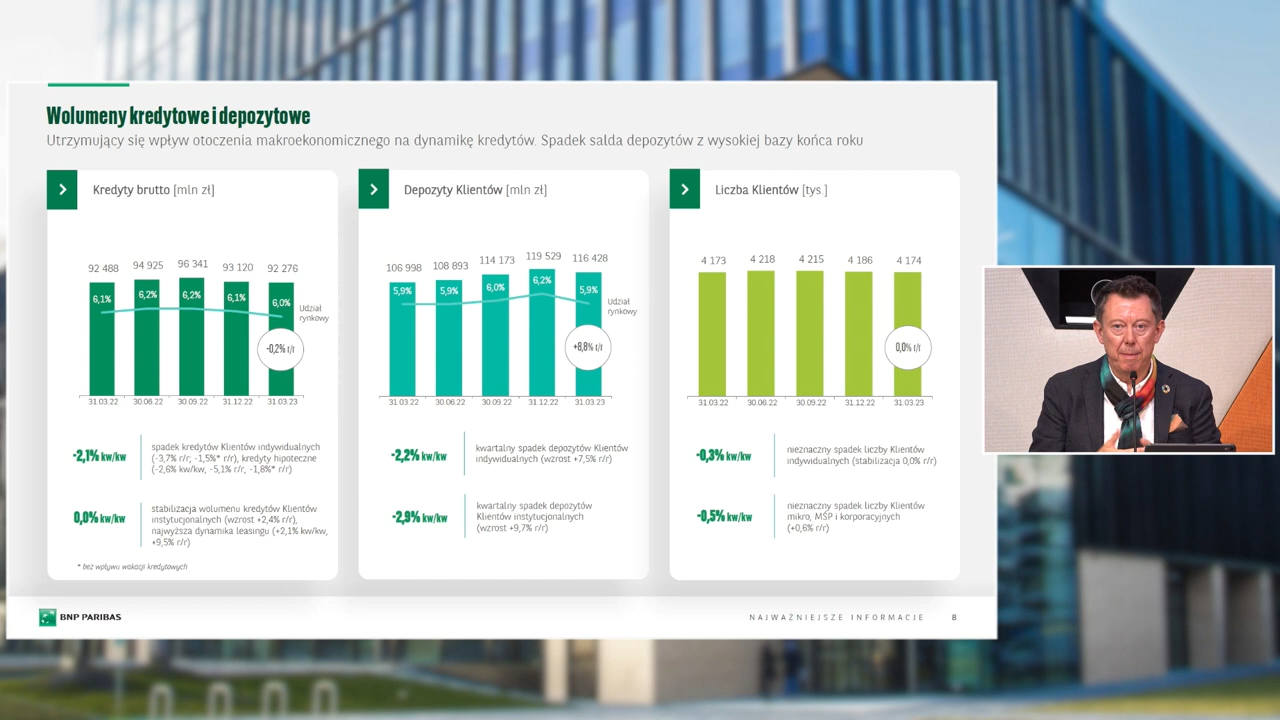 Wolumeny kredytowe i depozytowe
Utrzymujący się wpływ otoczenia makroekonomicznego na dynamikę kredytów. Spadek salda depozytów z wysokiej bazy końca roku
Kredyty brutto [mln zł]
92 488 94 925 96 341 93 120 92 276
6,1% 6,2% 6,2% 6,1% 6,0%
Udział
rynkowy
-0,2% r/r
31.03.22 30.06.22 30.09.22 31.12.22 31.03.23
-2,1% kw/kw
spadek kredytów Klientów indywidualnych
(-3,7% r/r; -1,5%* r/r), kredyty hipoteczne
(-2,6% kw/kw, -5,1% r/r, -1,8%* r/r)
0,0% kw/kw
stabilizacja wolumenu kredytów Klientów
instytucjonalnych (wzrost +2,4% r/r),
najwyższa dynamika leasingu (+2,1% kw/kw,
+9,5% r/r)
* bez wpływu wakacji kredytowych
Depozyty Klientów [mln zł]
106 998 108 893 114 173 119 529 116 428
5,9% 5,9% 6,0% 6,2% 5,9%
Udział
rynkowy
+8,8% r/r
31.03.22 30.06.22 30.09.22 31.12.22 31.03.23
-2,2% kw/kw
kwartalny spadek depozytów Klientów
indywidualnych (wzrost +7,5% r/r)
-2,9% kw/kw
kwartalny spadek depozytów
Klientów instytucjonalnych
(wzrost +9,7% r/r)
Liczba Klientów [tys.]
4 173 4 218 4 215 4 186 4 174
0,0% r/r
31.03.22 30.06.22 30.09.22 31.12.22 31.03.23
-0,3% kw/kw
nieznaczny spadek liczby Klientów
indywidualnych (stabilizacja 0,0% r/r)
-0,5% kw/kw
nieznaczny spadek liczby Klientów
mikro, MŚP i korporacyjnych
(+0,6% r/r)
BNP PARIBAS
NAJWAŻNIEJSZE INFORMACJE 8